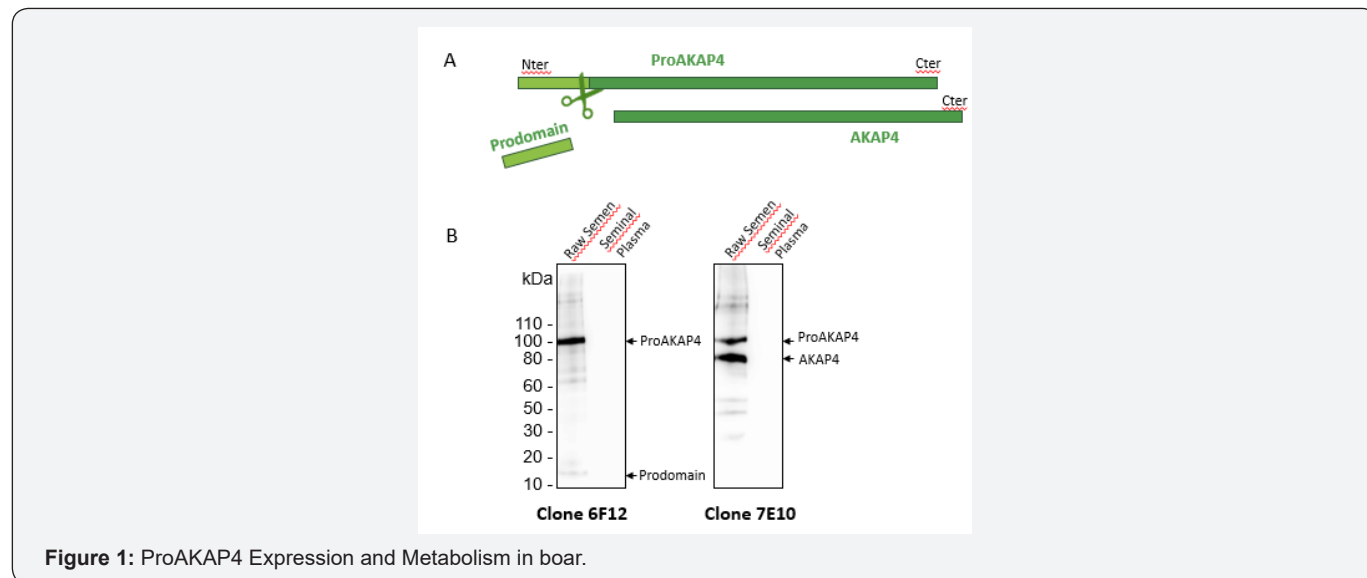 A
Nter
ProAKAP4
Cter
Cter
Prodomain
AKAP4
B
Raw Semen
Seminal
Plasma
Raw Semen
Seminal
Plasma
kDa
110 -
100 -
80 -
60 -
50 -
30 -
20 -
10 -
ProAKAP4
Prodomain
ProAKAP4
AKAP4
Clone 6F12
Clone 7E10
Figure 1: ProAKAP4 Expression and Metabolism in boar.